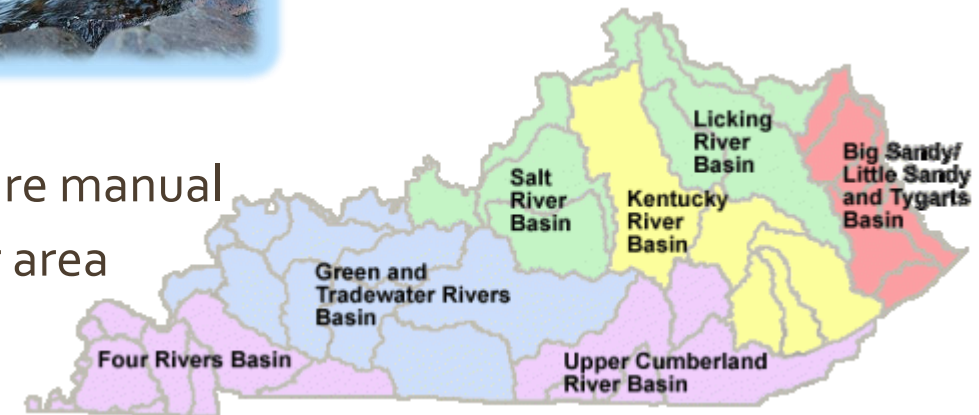 re manual
area
Licking
River
Basin
Big Sandy/
Little Sandy
and Tygarts
Basin
Salt
River
Basin
Kentucky
River
Basin
Green and
Tradewater Rivers
Basin
Four Rivers Basin
Upper Cumberland
River Basin